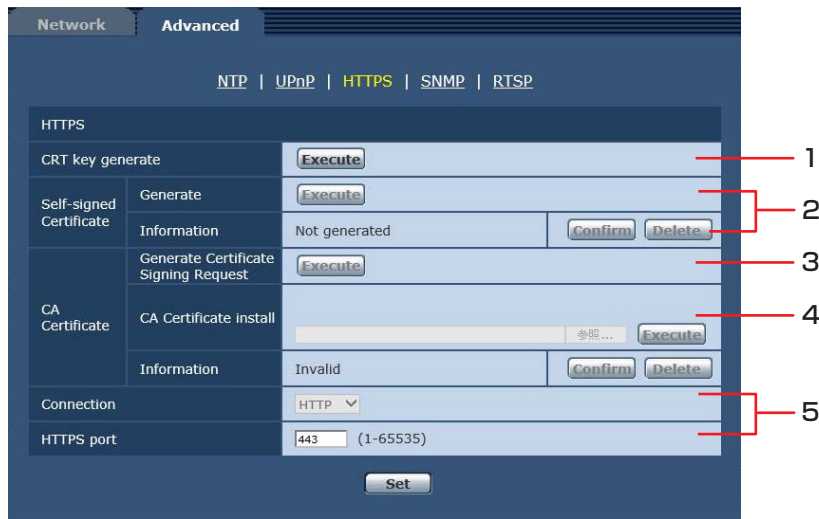 Network Advanced
NTP | UPnP | HTTPS | SNMP | RTSP
HTTPS
CRT key generate Execute 1
Self-signed Certificate
Generate Execute
2
Information Not generated Confirm Delete
CA Certificate
Generate Certificate Signing Request Execute 3
CA Certificate install 参照... Execute 4
Information Invalid Confirm Delete
Connection HTTP
5
HTTPS port 443 (1-65535)
Set